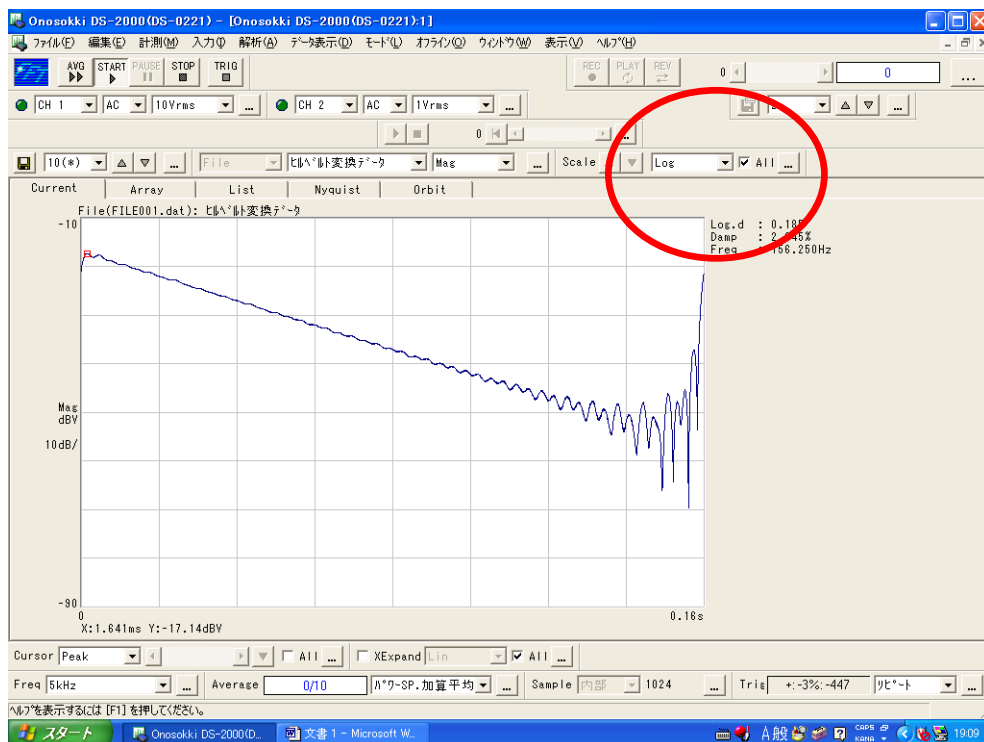 Onosokki DS-2000(DS-0221) - [Onosokki DS-2000(DS-0221):1]
ファイル(F) 編集(E) 計測(M) 入力(I) 解析(A) データ表示(D) モード(L) オフライン(O) ウィンドウ(W) 表示(V) ヘルプ(H)
AVG START PAUSE STOP TRIG REC PLAY REV 0 0 ...
CH 1 AC 10Vrms ... CH 2 AC 1Vrms ... ...
0 ...
10(*) ... File ヒルベルト変換データ Mag ... Scale Log All ...
Current Array List Nyquist Orbit
File(FILE001.dat): ヒルベルト変換データ
-10
Log.d :
Damp :
Freq : 156.250Hz
Mag
dBV
10dB/
-90
0 0.16s
X:1.641ms Y:-17.14dBV
Cursor Peak All ... XExpand Lin All ...
Freq 5kHz ... Average 0/10 パワーSP.加算平均 ... Sample 内部 1024 ... Trig +:-3%:-447 リピート ...
ヘルプを表示するには [F1] を押してください。
スタート Onosokki DS-2000(D... 文書 1 - Microsoft W... A 般 CAPS KANA 19:09